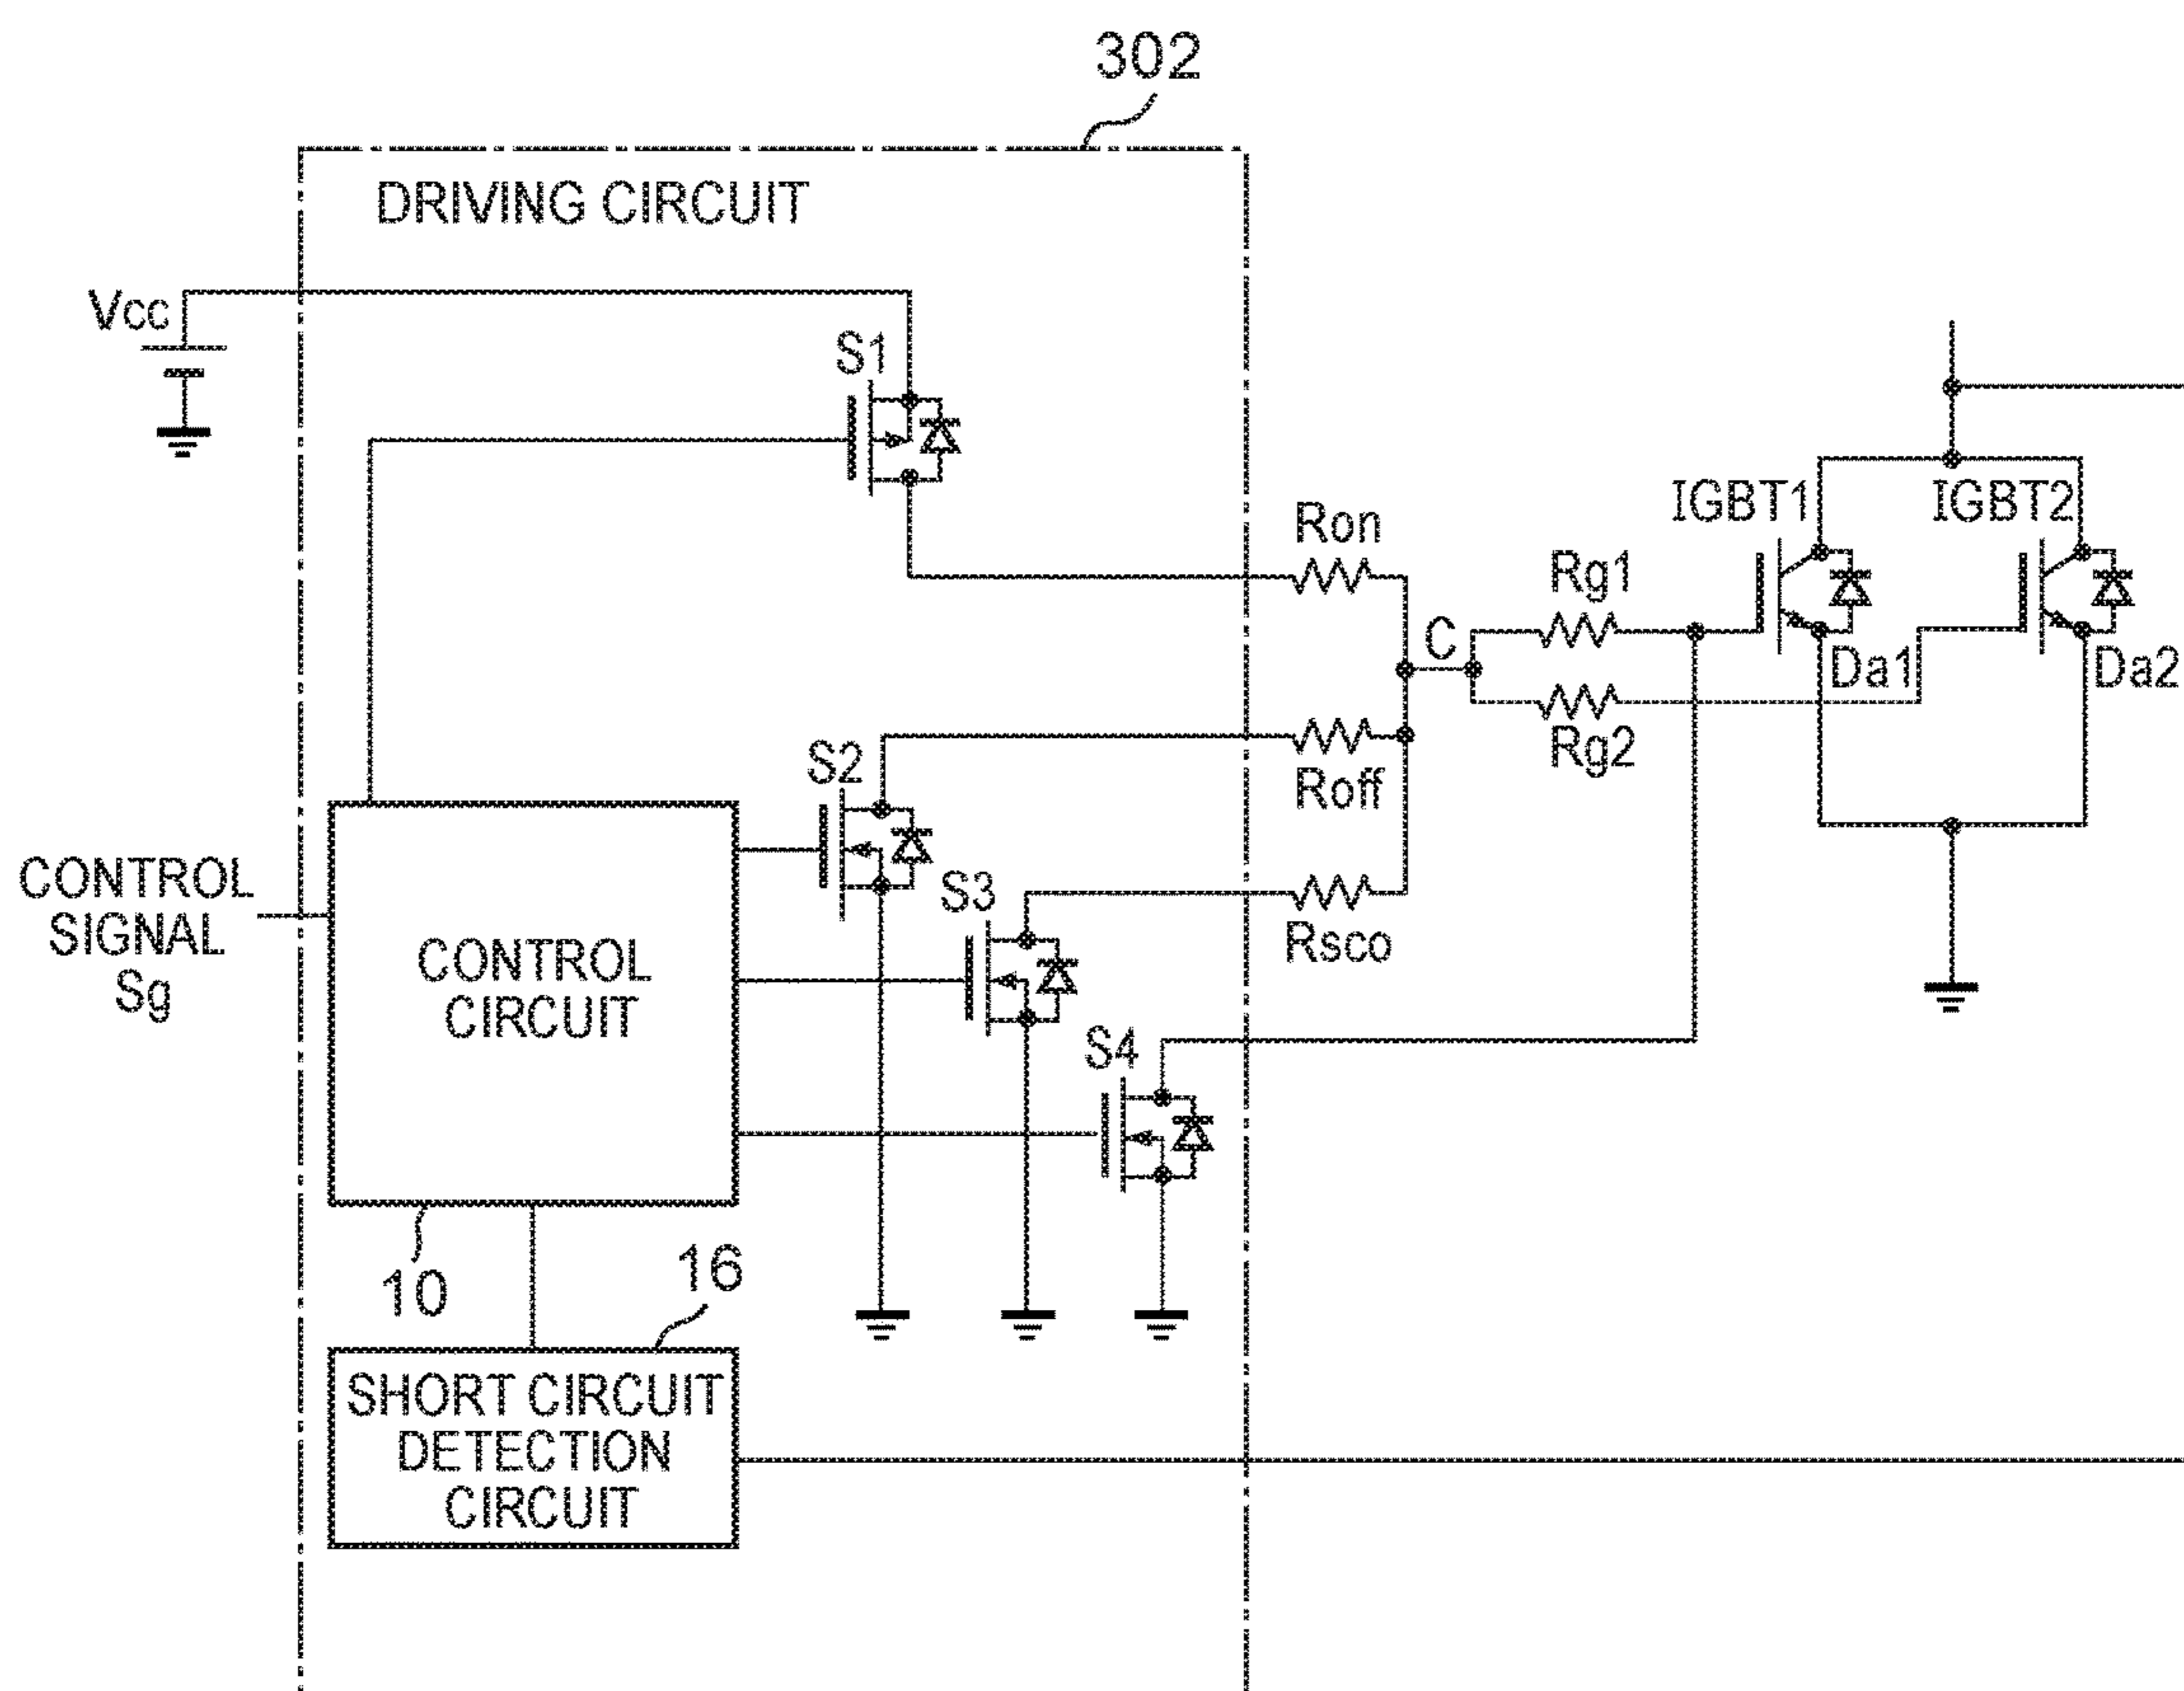 302
DRIVING CIRCUIT
Vcc
S1
Ron
IGBT1
IGBT2
Rg1
C
Da1
Da2
Rg2
S2
Roff
CONTROL
SIGNAL
Sg
CONTROL
CIRCUIT
S3
Rsco
S4
10
16
SHORT CIRCUIT
DETECTION
CIRCUIT